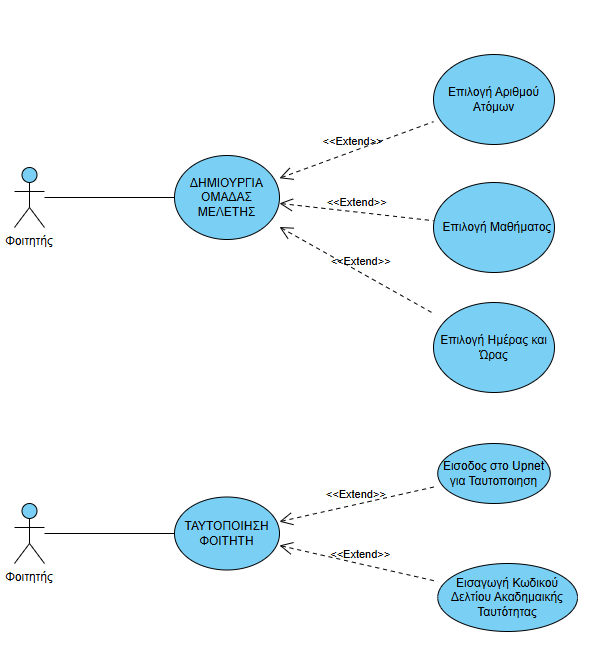 Επιλογή Αριθμού
Ατόμων
<<Extend>>
ΔΗΜΙΟΥΡΓΙΑ
ΟΜΑΔΑΣ
ΜΕΛΕΤΗΣ
<<Extend>>
Επιλογή Μαθήματος
Φοιτητής
<<Extend>>
Επιλογή Ημέρας και
Ώρας
Εισοδος στο Upnet
για Ταυτοποιηση
<<Extend>>
ΤΑΥΤΟΠΟΙΗΣΗ
ΦΟΙΤΗΤΗ
<<Extend>>
Φοιτητής
Εισαγωγή Κωδικού
Δελτίου Ακαδημαικής
Ταυτότητας